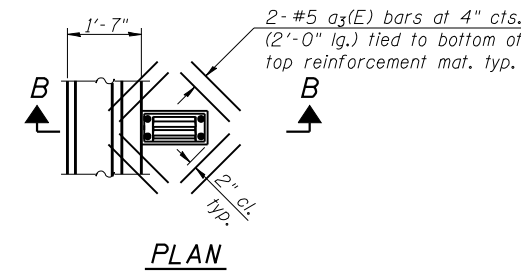 2-#5 a3(E) bars at 4" cts.
(2'-0" lg.) tied to bottom of
top reinforcement mat. typ.
1'-7"
B
B
2" cl.
typ.
PLAN